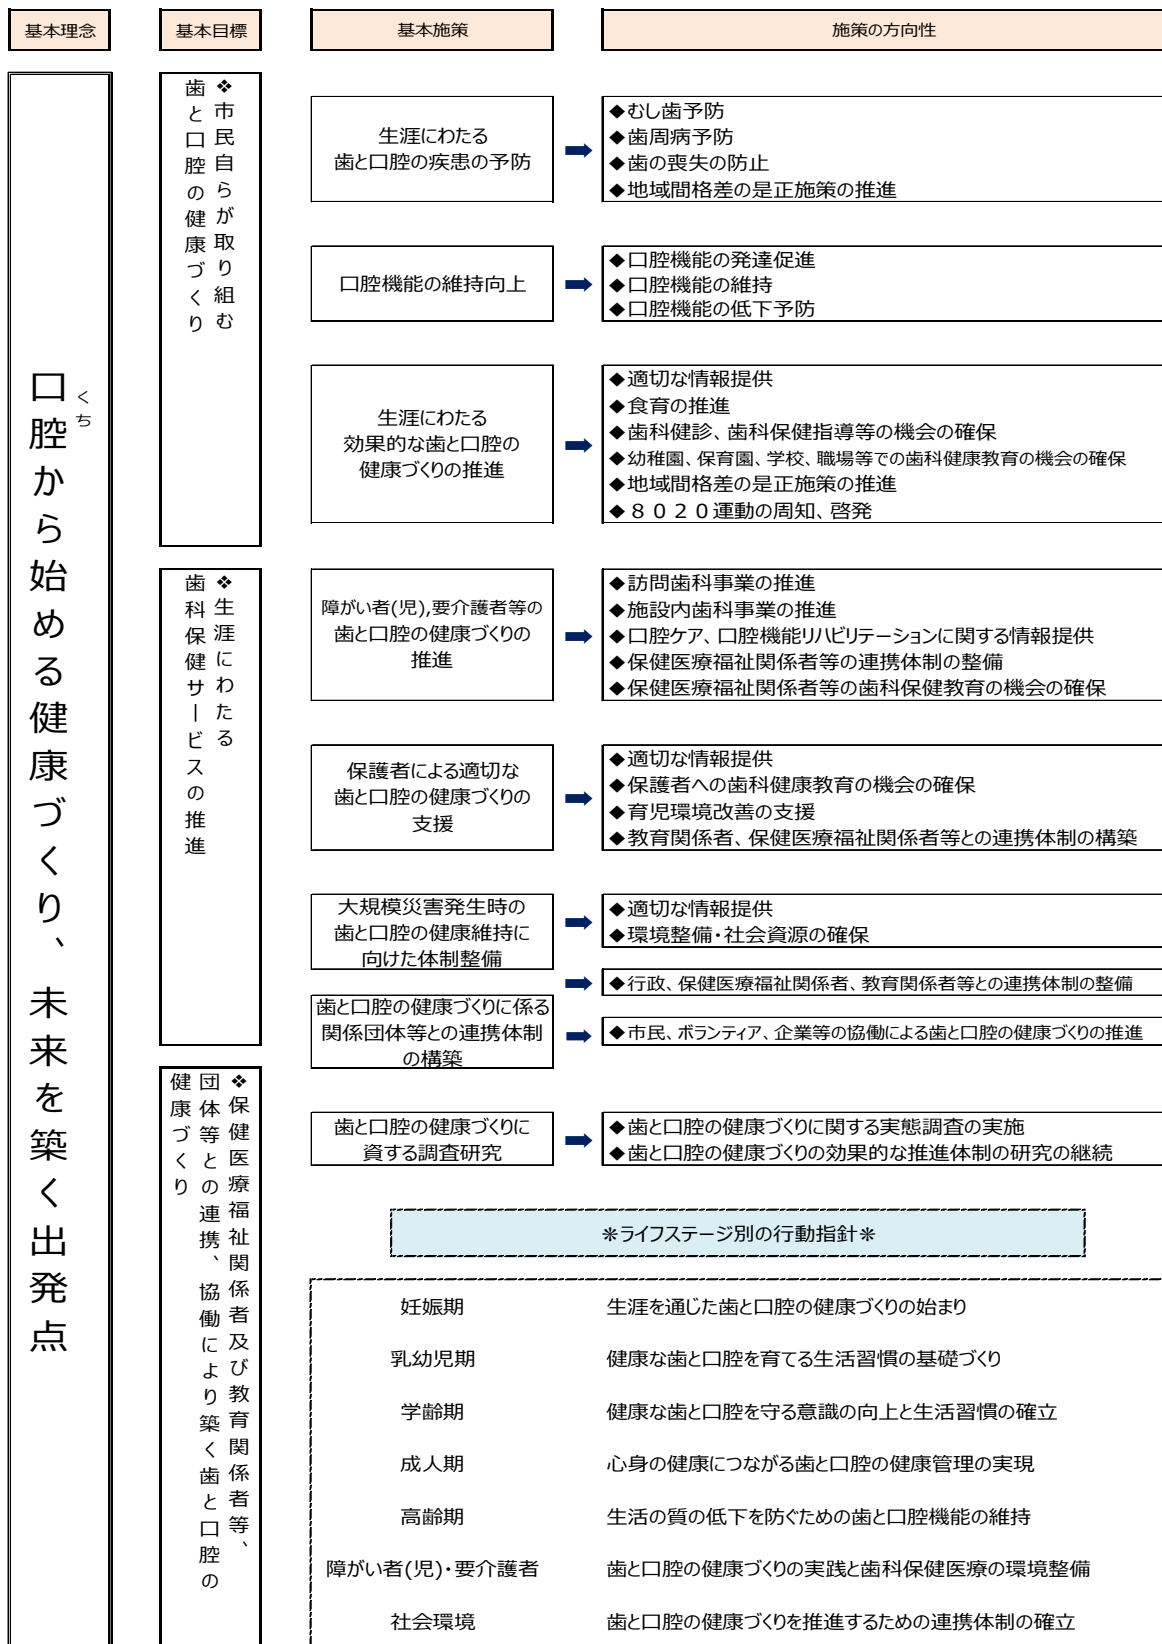 基本理念
基本目標
基本施策
施策の方向性
口腔から始める健康づくり、未来を築く出発点
くち
❖市民自らが取り組む
歯と口腔の健康づくり
生涯にわたる
歯と口腔の疾患の予防
➡
◆むし歯予防
◆歯周病予防
◆歯の喪失の防止
◆地域間格差の是正施策の推進
口腔機能の維持向上
➡
◆口腔機能の発達促進
◆口腔機能の維持
◆口腔機能の低下予防
生涯にわたる
効果的な歯と口腔の
健康づくりの推進
➡
◆適切な情報提供
◆食育の推進
◆歯科健診、歯科保健指導等の機会の確保
◆幼稚園、保育園、学校、職場等での歯科健康教育の機会の確保
◆地域間格差の是正施策の推進
◆８０２０運動の周知、啓発
❖生涯にわたる
歯科保健サービスの推進
障がい者(児),要介護者等の
歯と口腔の健康づくりの
推進
➡
◆訪問歯科事業の推進
◆施設内歯科事業の推進
◆口腔ケア、口腔機能リハビリテーションに関する情報提供
◆保健医療福祉関係者等の連携体制の整備
◆保健医療福祉関係者等の歯科保健教育の機会の確保
保護者による適切な
歯と口腔の健康づくりの
支援
➡
◆適切な情報提供
◆保護者への歯科健康教育の機会の確保
◆育児環境改善の支援
◆教育関係者、保健医療福祉関係者等との連携体制の構築
大規模災害発生時の
歯と口腔の健康維持に
向けた体制整備
➡
◆適切な情報提供
◆環境整備・社会資源の確保
➡
◆行政、保健医療福祉関係者、教育関係者等との連携体制の整備
歯と口腔の健康づくりに係る
関係団体等との連携体制
の構築
➡
◆市民、ボランティア、企業等の協働による歯と口腔の健康づくりの推進
❖保健医療福祉関係者及び教育関係者等、
団体等との連携、協働により築く歯と口腔の
健康づくり
歯と口腔の健康づくりに
資する調査研究
➡
◆歯と口腔の健康づくりに関する実態調査の実施
◆歯と口腔の健康づくりの効果的な推進体制の研究の継続
＊ライフステージ別の行動指針＊
妊娠期 生涯を通じた歯と口腔の健康づくりの始まり
乳幼児期 健康な歯と口腔を育てる生活習慣の基礎づくり
学齢期 健康な歯と口腔を守る意識の向上と生活習慣の確立
成人期 心身の健康につながる歯と口腔の健康管理の実現
高齢期 生活の質の低下を防ぐための歯と口腔機能の維持
障がい者(児)・要介護者 歯と口腔の健康づくりの実践と歯科保健医療の環境整備
社会環境 歯と口腔の健康づくりを推進するための連携体制の確立